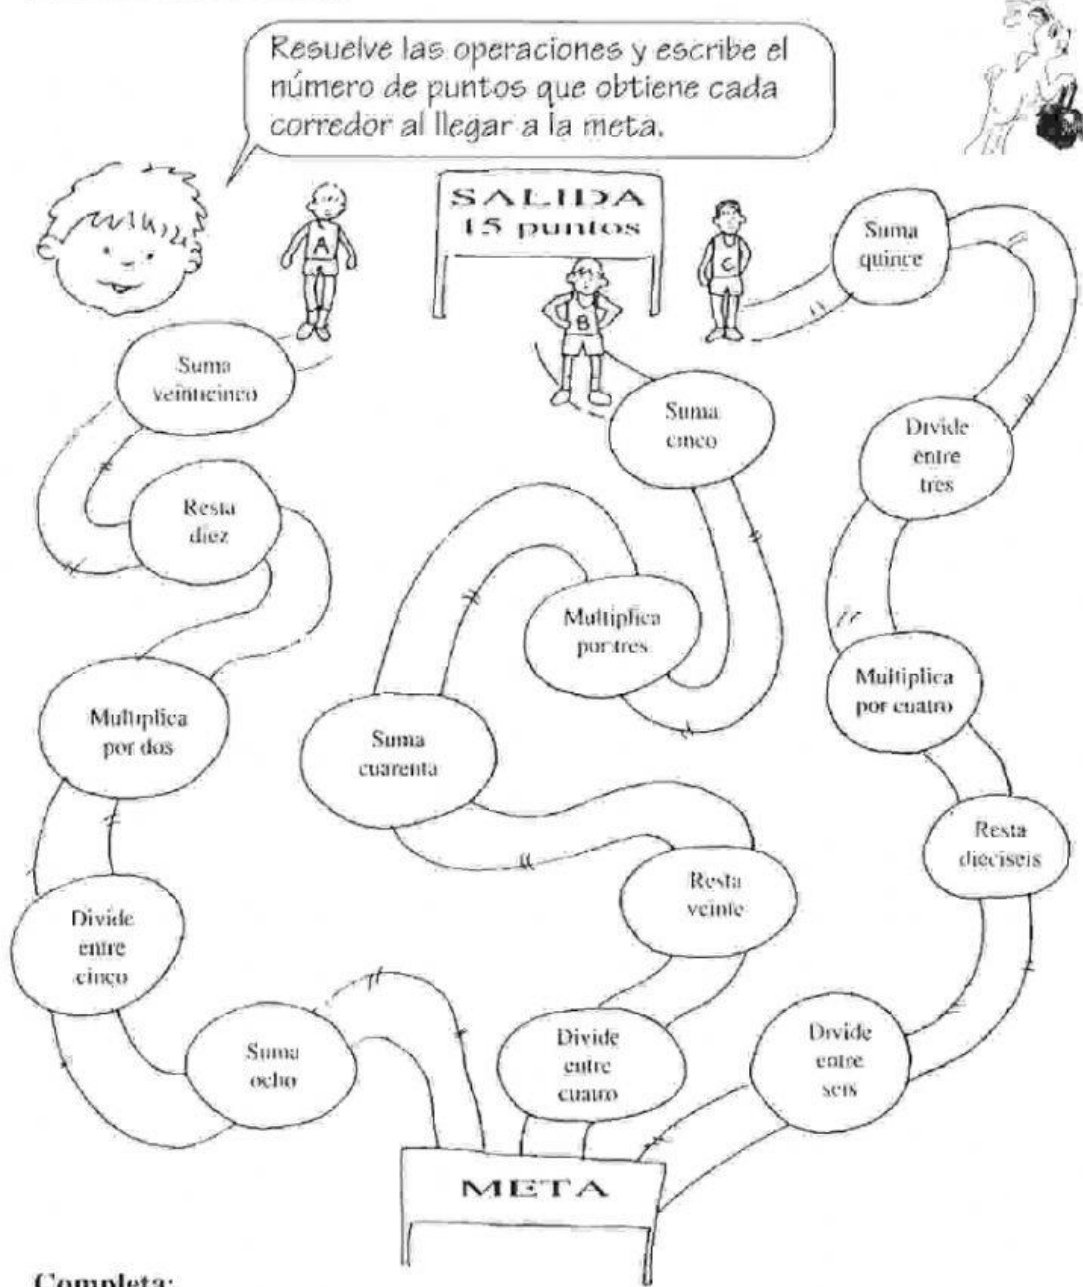 Resuelve las operaciones y escribe el
número de puntos que obtiene cada
corredor al llegar a la meta.
SALIDA
15 puntos
A
B
C
Suma
veinticinco
Resta
diez
Multiplica
por dos
Divide
entre
cinco
Suma
ocho
Suma
cinco
Multiplica
por tres
Suma
cuarenta
Resta
veinte
Divide
entre
cuatro
Suma
quince
Divide
entre
tres
Multiplica
por cuatro
Resta
dieciseis
Divide
entre
seis
META
Completa: